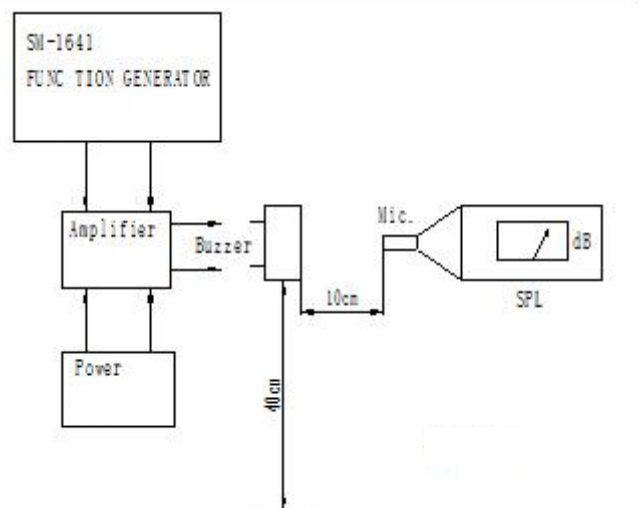 SM-1641
FUNC TION GENERATOR
Amplifier
Buzzer
Mic.
dB
10cm
SPL
Power
40cm